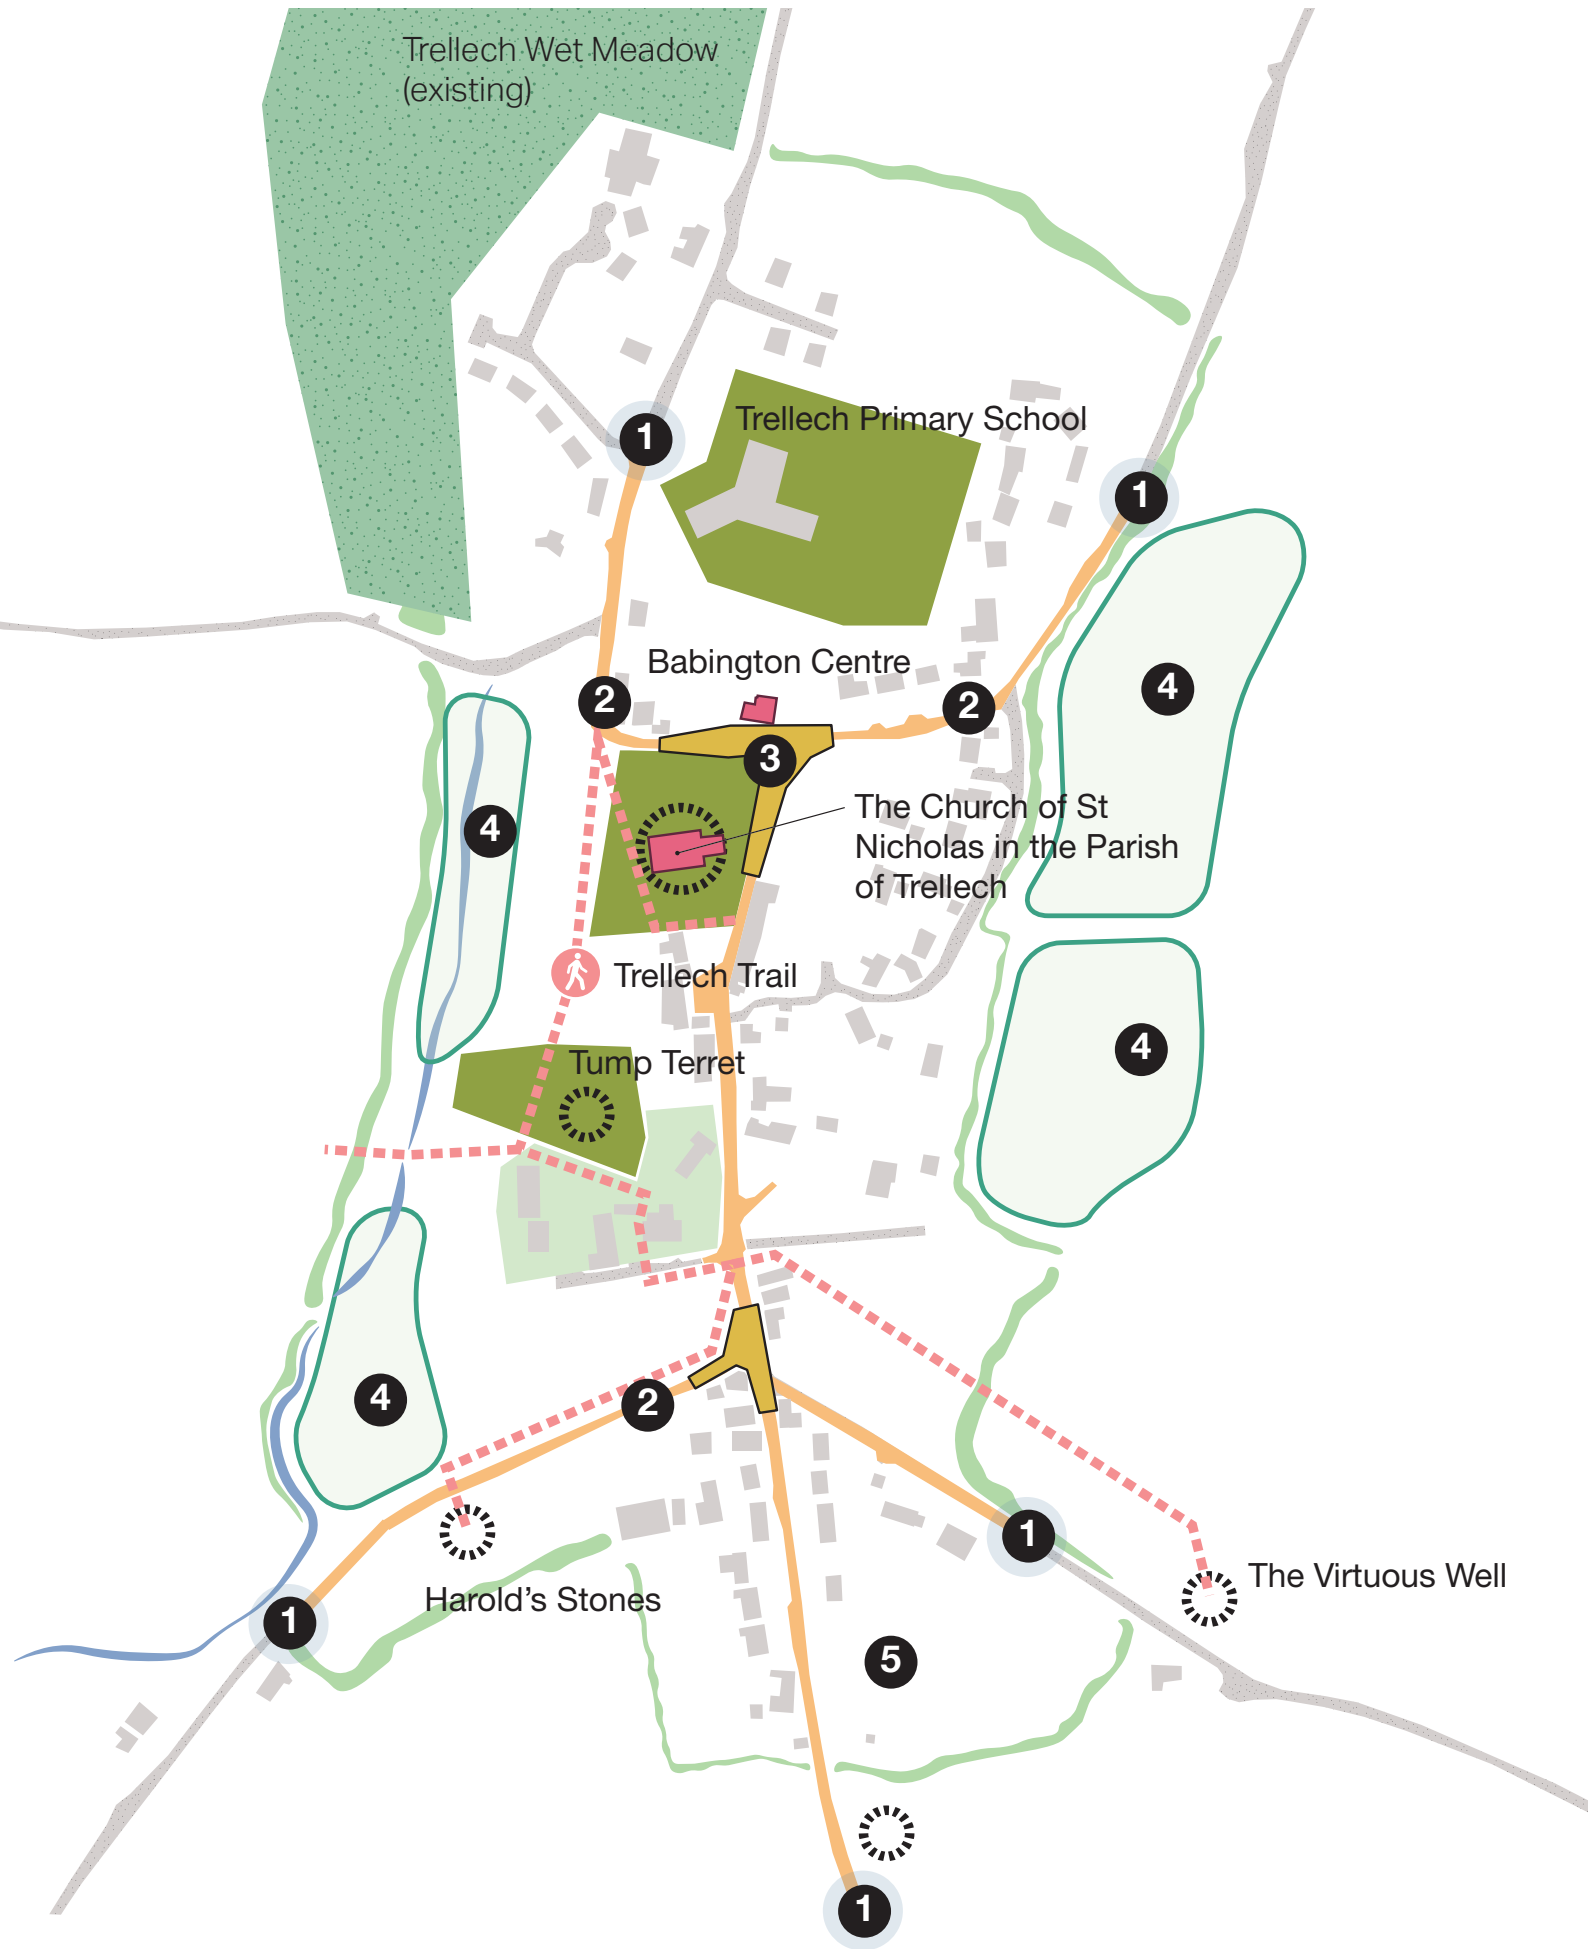 Trellech Wet Meadow
(existing)
Trellech Primary School
1
1
Babington Centre
4
2
2
3
The Church of St
Nicholas in the Parish
of Trellech
4
Trellech Trail
4
Tump Terret
4
2
1
The Virtuous Well
Harold's Stones
1
5
1